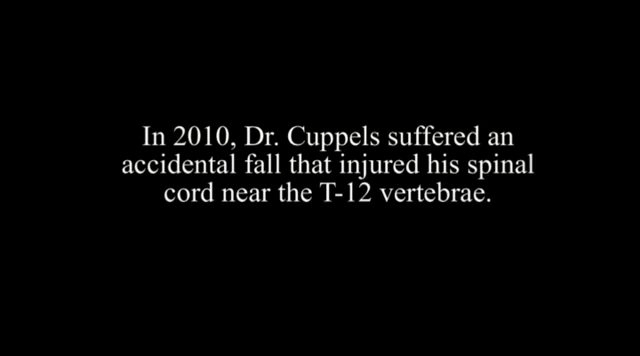 In 2010, Dr. Cuppels suffered an
accidental fall that injured his spinal
cord near the T-12 vertebrae.